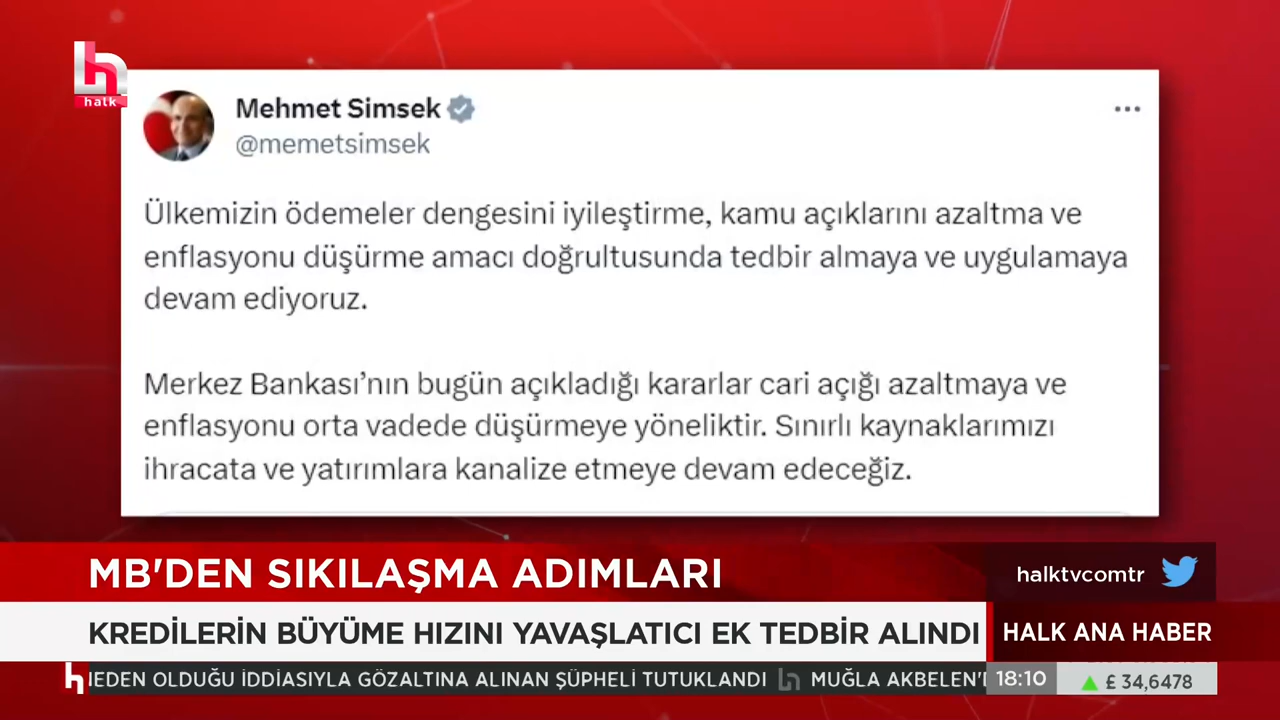 halk
Mehmet Simsek
@memetsimsek
Ülkemizin ödemeler dengesini iyileştirme, kamu açıklarını azaltma ve
enflasyonu düşürme amacı doğrultusunda tedbir almaya ve uygulamaya
devam ediyoruz.
Merkez Bankası’nın bugün açıkladığı kararlar cari açığı azaltmaya ve
enflasyonu orta vadede düşürmeye yöneliktir. Sınırlı kaynaklarımızı
ihracata ve yatırımlara kanalize etmeye devam edeceğiz.
MB'DEN SIKILAŞMA ADIMLARI
halktvcomtr
KREDİLERİN BÜYÜME HIZINI YAVAŞLATICI EK TEDBİR ALINDI
HALK ANA HABER
NEDEN OLDUĞU İDDİASIYLA GÖZALTINA ALINAN ŞÜPHELİ TUTUKLANDI MUĞLA AKBELEN'
18:10
£ 34,6478